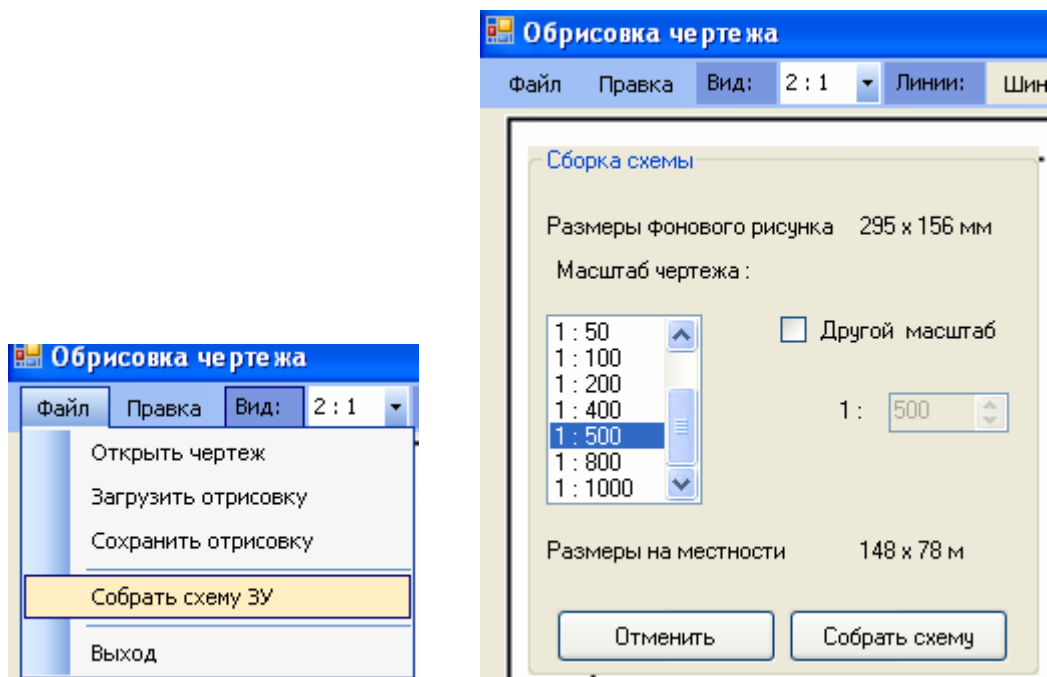 Обрисовка чертежа
Файл Правка Вид: 2 : 1
Открыть чертеж
Загрузить отрисовку
Сохранить отрисовку
Собрать схему ЗУ
Выход
Обрисовка чертежа
Файл Правка Вид: 2 : 1 Линии: Шин
Сборка схемы
Размеры фонового рисунка 295 x 156 мм
Масштаб чертежа :
1 : 50
1 : 100
1 : 200
1 : 400
1 : 500
1 : 800
1 : 1000
Другой масштаб
1 : 500
Размеры на местности 148 x 78 м
Отменить Собрать схему